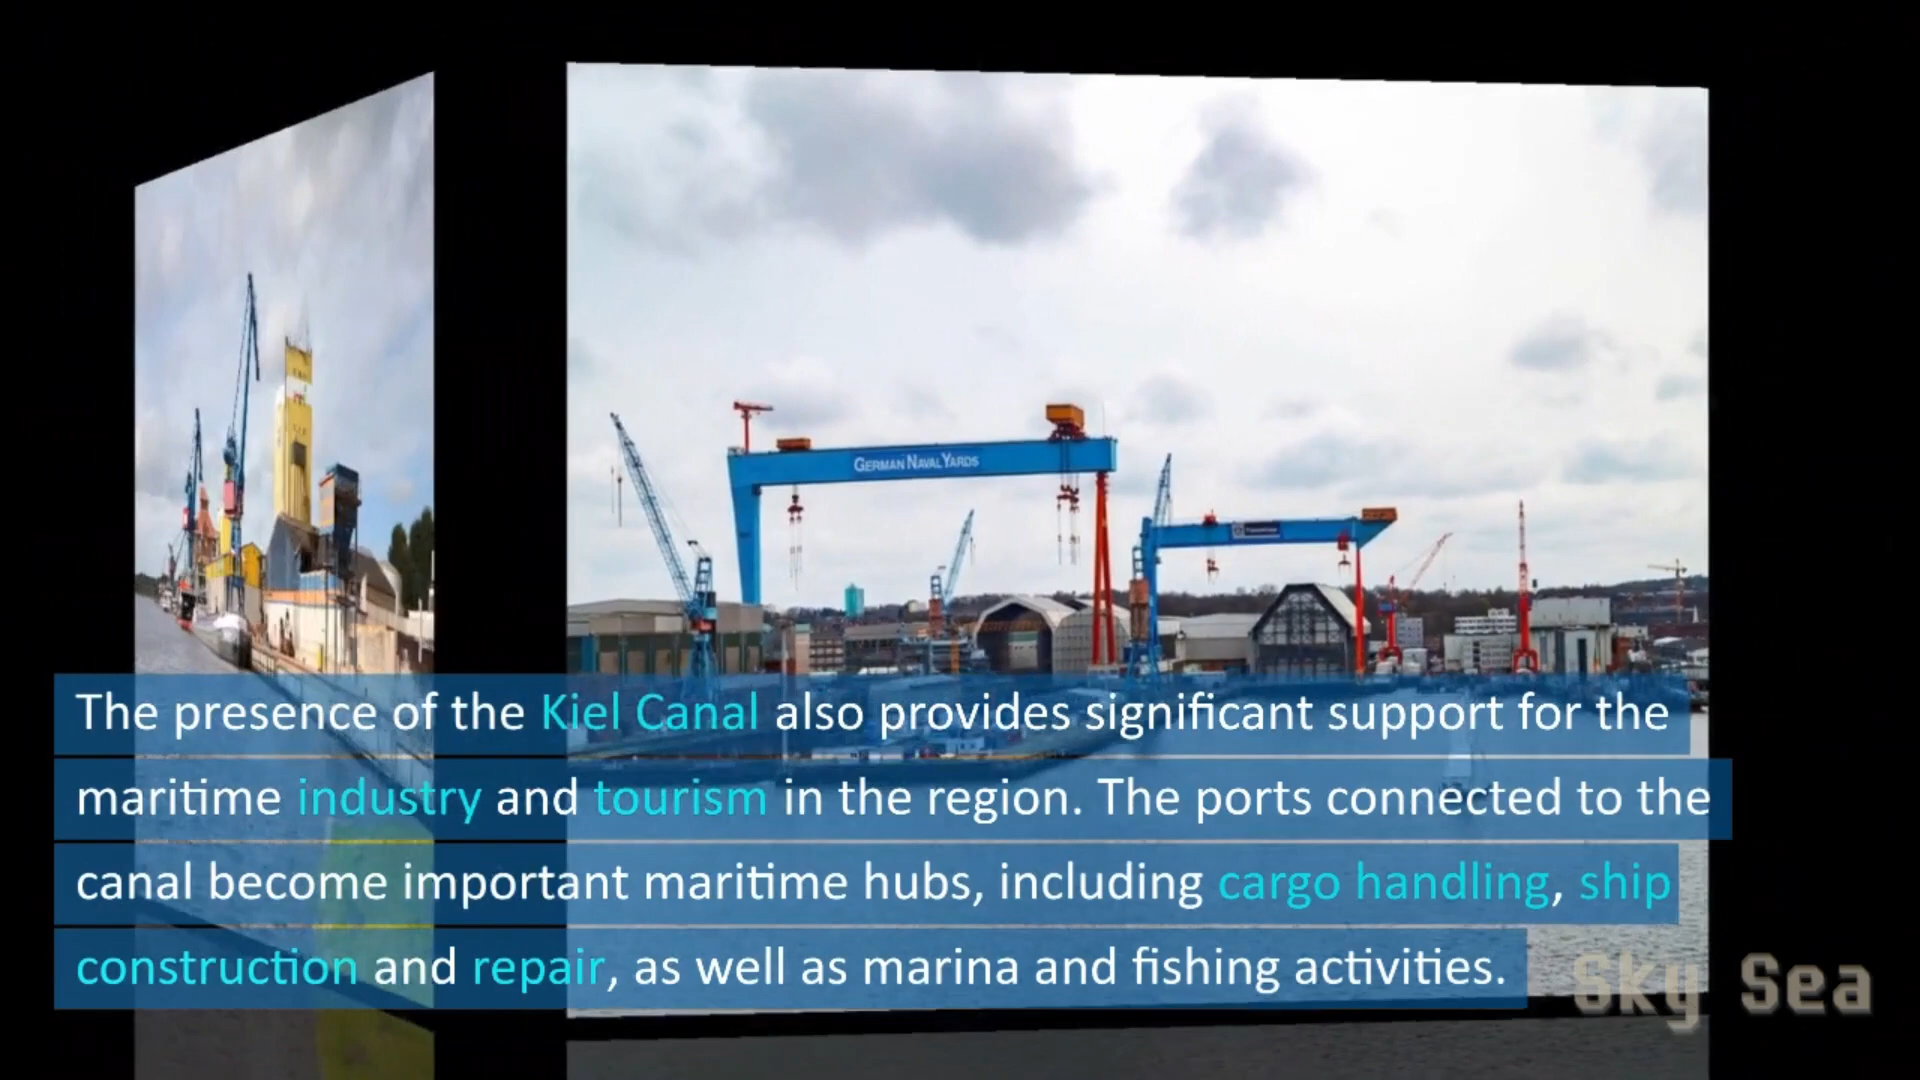 GERMAN NAVAL YARDS
The presence of the Kiel Canal also provides significant support for the
maritime industry and tourism in the region. The ports connected to the
canal become important maritime hubs, including cargo handling, ship
construction and repair, as well as marina and fishing activities.
Sky Sea